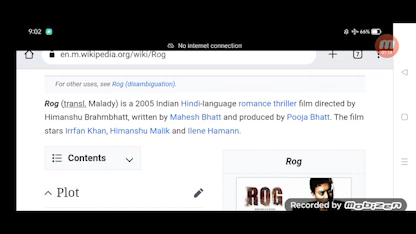 9:02
66%
No internet connection
en.m.wikipedia.org/wiki/Rog
7
For other uses, see Rog (disambiguation).
Rog (transl. Malady) is a 2005 Indian Hindi-language romance thriller film directed by
Himanshu Brahmbhatt, written by Mahesh Bhatt and produced by Pooja Bhatt. The film
stars Irrfan Khan, Himanshu Malik and Ilene Hamann.
Contents
Rog
Plot
ROG
Recorded by Mobizen